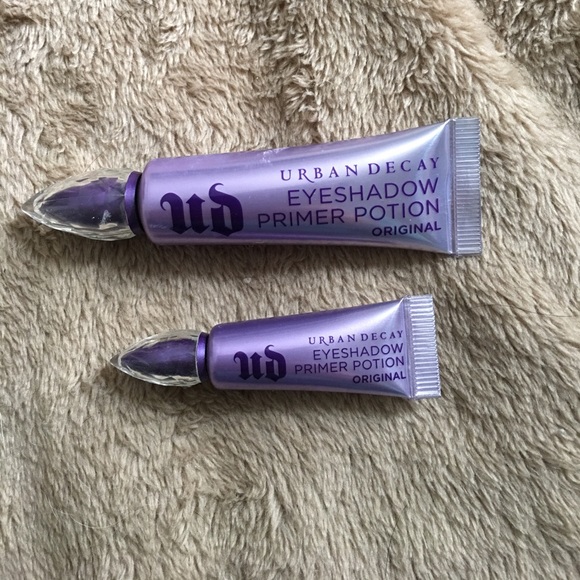 ud
URBAN DECAY
EYESHADOW
PRIMER POTION
ORIGINAL
ud
URBAN DECAY
EYESHADOW
PRIMER POTION
ORIGINAL